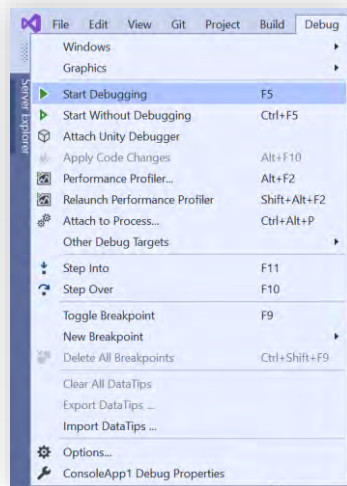 File Edit View Git Project Build Debug
Windows
Graphics
Server Explorer
Start Debugging F5
Start Without Debugging Ctrl+F5
Attach Unity Debugger
Apply Code Changes Alt+F10
Performance Profiler... Alt+F2
Relaunch Performance Profiler Shift+Alt+F2
Attach to Process... Ctrl+Alt+P
Other Debug Targets
Step Into F11
Step Over F10
Toggle Breakpoint F9
New Breakpoint
Delete All Breakpoints Ctrl+Shift+F9
Clear All DataTips
Export DataTips ...
Import DataTips ...
Options...
ConsoleApp1 Debug Properties